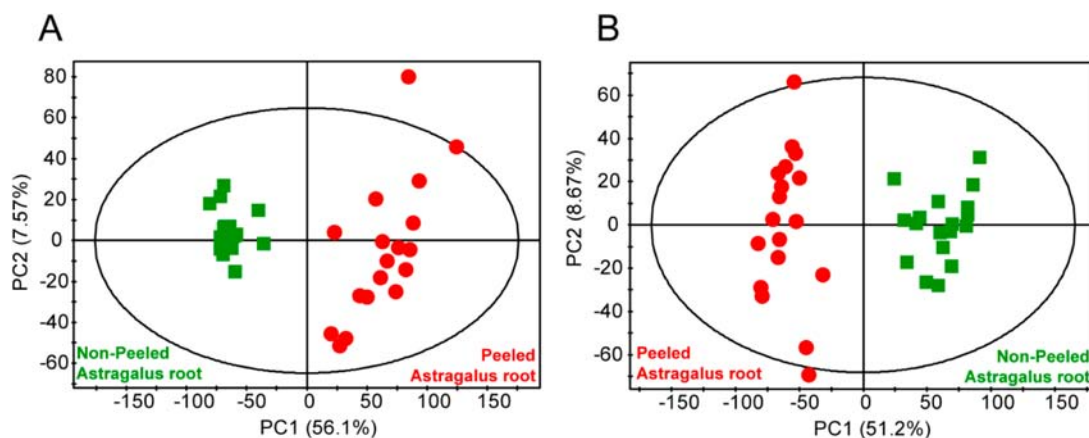 A
80
60
40
20
0
-20
-40
-60
PC2 (7.57%)
Non-Peeled
Astragalus root
Peeled
Astragalus root
-150 -100 -50 0 50 100 150
PC1 (56.1%)
B
60
40
20
0
-20
-40
-60
PC2 (8.67%)
Peeled
Astragalus root
Non-Peeled
Astragalus root
-150 -100 -50 0 50 100 150
PC1 (51.2%)